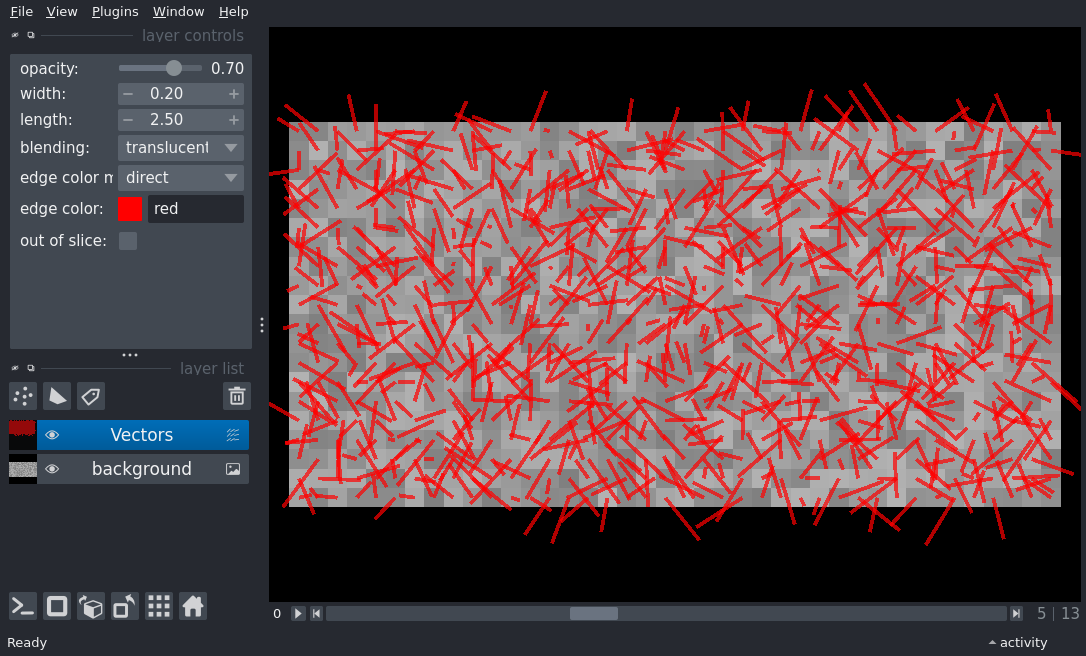 File View Plugins Window Help
layer controls
opacity: 0.70
width: − 0.20 +
length: − 2.50 +
blending: translucent
edge color m direct
edge color: red
out of slice:
layer list
Vectors
background
0 5 | 13
Ready activity